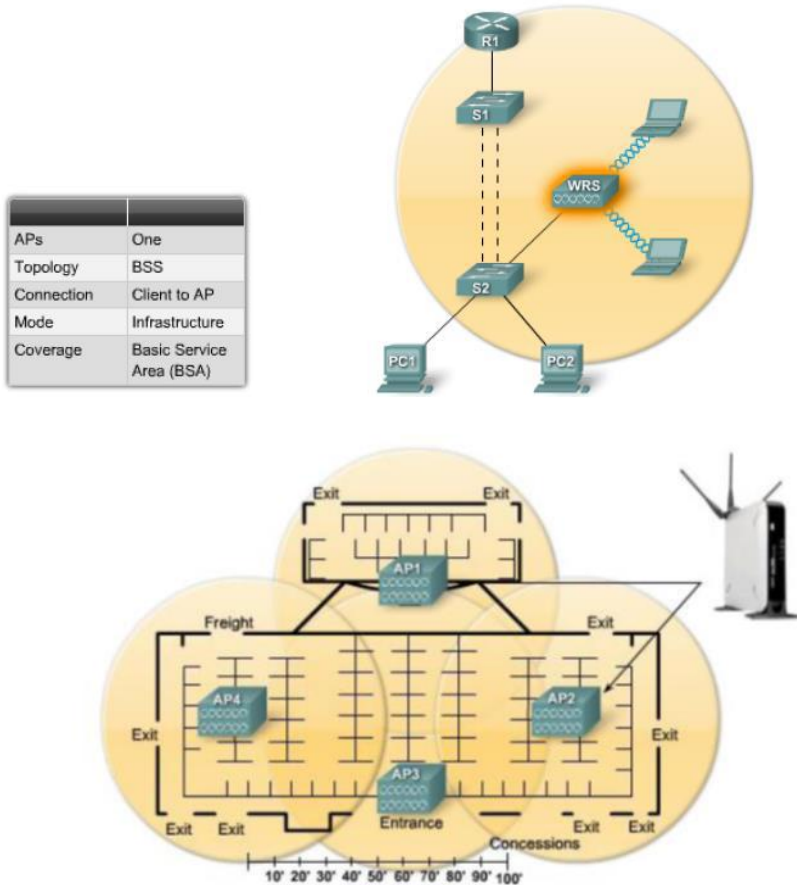 R1
S1
WRS
S2
PC1
PC2
APs One
Topology BSS
Connection Client to AP
Mode Infrastructure
Coverage Basic Service
Area (BSA)
Exit Exit
AP1
Freight Exit
AP4 AP2
Exit Exit
AP3
Exit Exit Entrance Exit Exit
Concessions
10' 20' 30' 40' 50' 60' 70' 80' 90' 100'